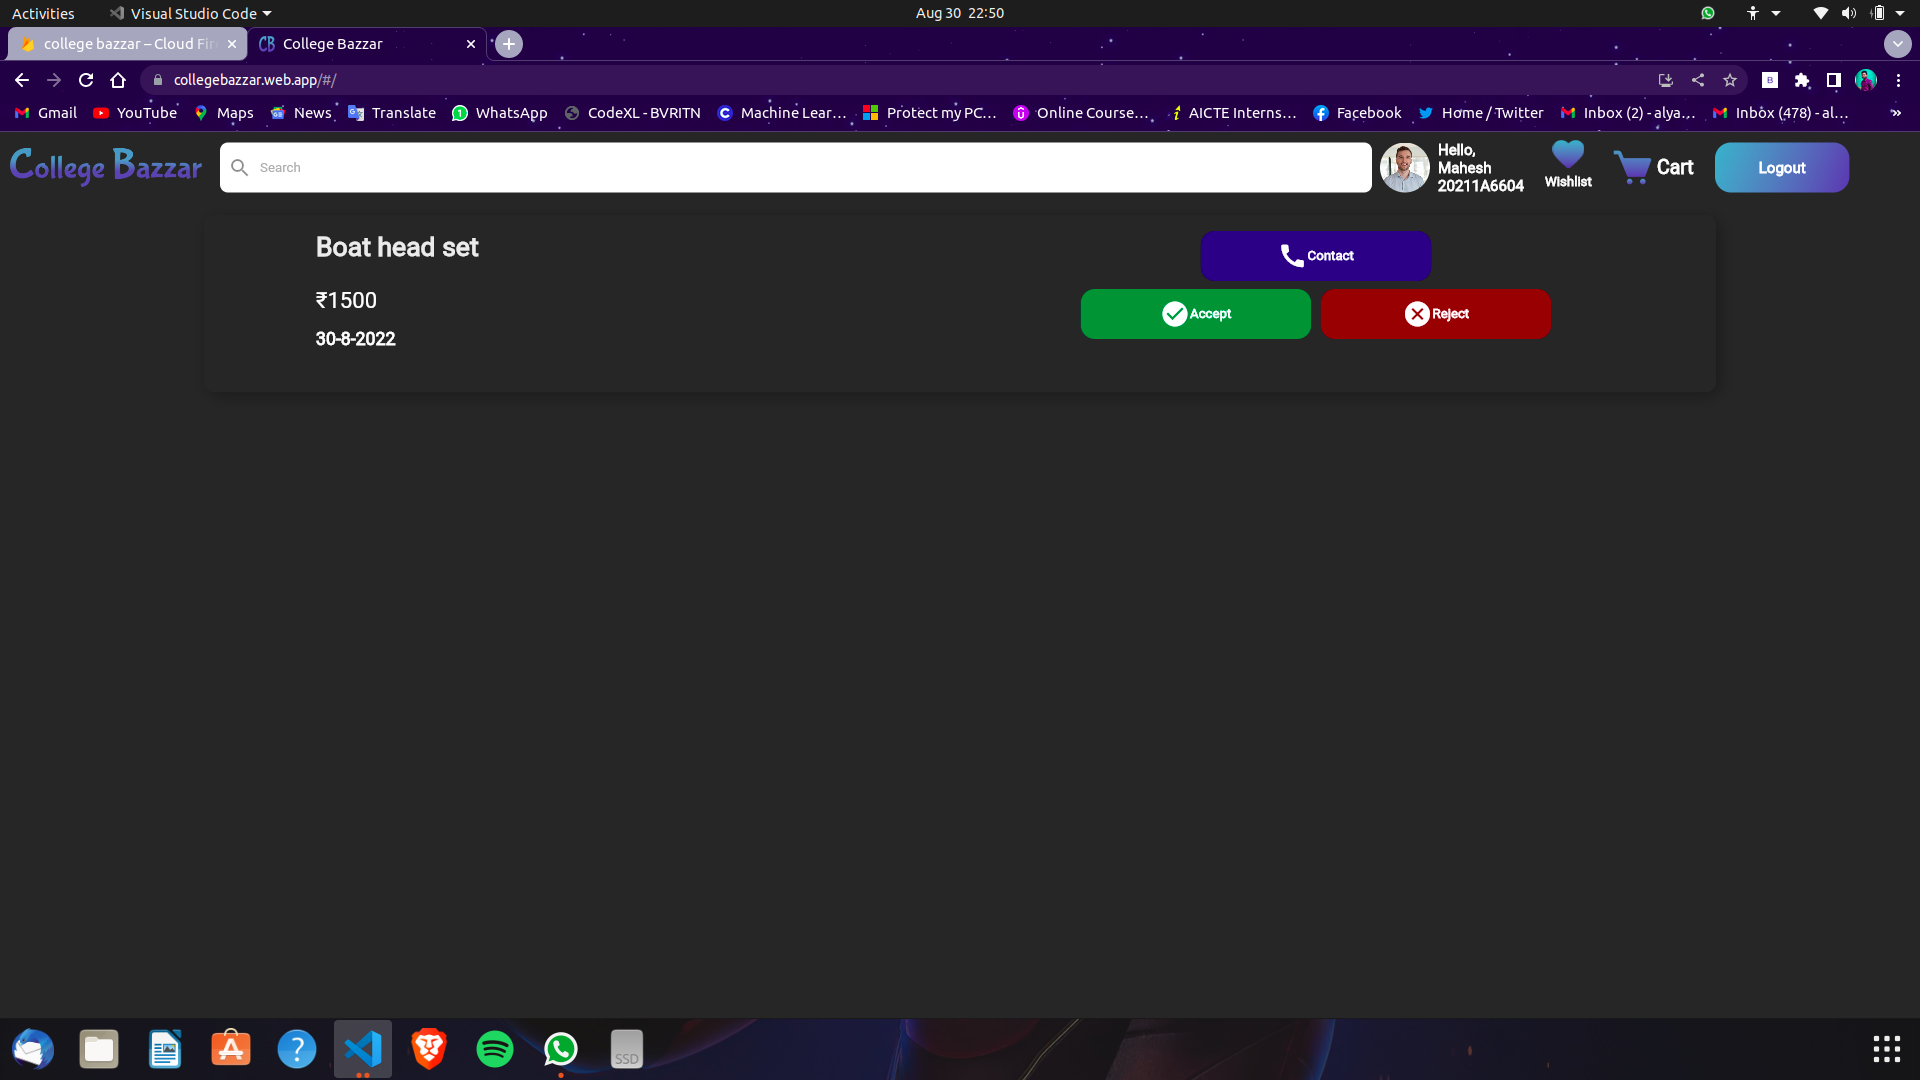 Activities
Visual Studio Code
Aug 30 22:50
college bazzar – Cloud Fir
College Bazzar
collegebazzar.web.app/#/
Gmail
YouTube
Maps
News
Translate
WhatsApp
CodeXL - BVRITN
Machine Lear…
Protect my PC…
Online Course…
AICTE Interns…
Facebook
Home / Twitter
Inbox (2) - alya…
Inbox (478) - al…
College Bazzar
Search
Hello,
Mahesh
20211A6604
Wishlist
Cart
Logout
Boat head set
₹1500
30-8-2022
Contact
Accept
Reject
SSD